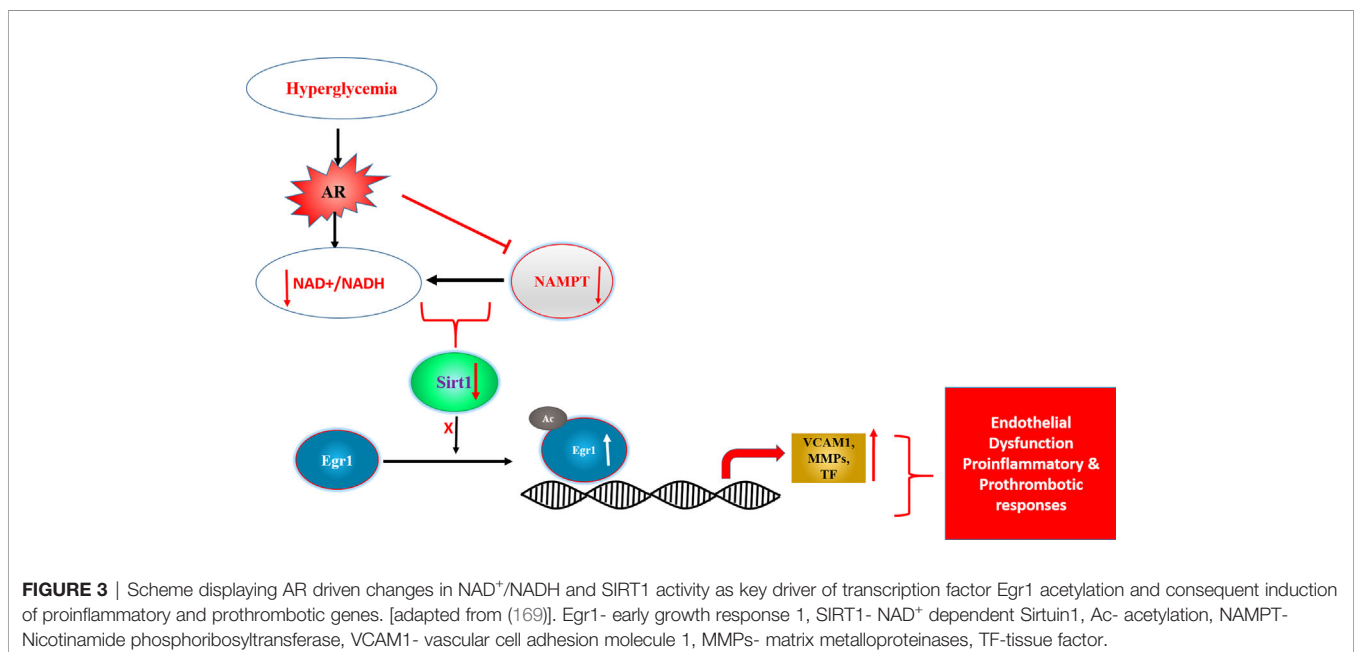 Hyperglycemia
AR
NAD+/NADH
NAMPT
Sirt1
X
Egr1
Ac
Egr1
VCAM1,
MMPs,
TF
Endothelial
Dysfunction
Proinflammatory &
Prothrombotic
responses
FIGURE 3 | Scheme displaying AR driven changes in NAD⁺/NADH and SIRT1 activity as key driver of transcription factor Egr1 acetylation and consequent induction
of proinflammatory and prothrombotic genes. [adapted from (169)]. Egr1- early growth response 1, SIRT1- NAD⁺ dependent Sirtuin1, Ac- acetylation, NAMPT-
Nicotinamide phosphoribosyltransferase, VCAM1- vascular cell adhesion molecule 1, MMPs- matrix metalloproteinases, TF-tissue factor.